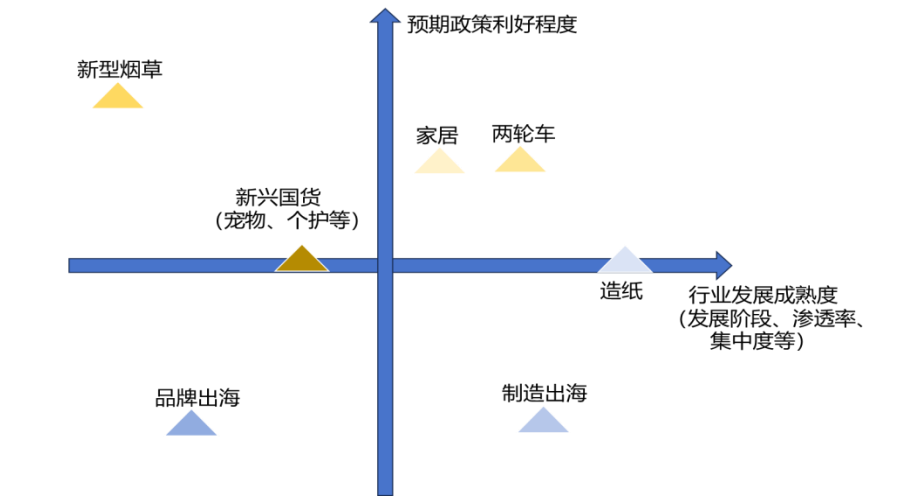 预期政策利好程度
新型烟草
家居
两轮车
新兴国货
（宠物、个护等）
造纸
行业发展成熟度
（发展阶段、渗透率、
集中度等）
品牌出海
制造出海